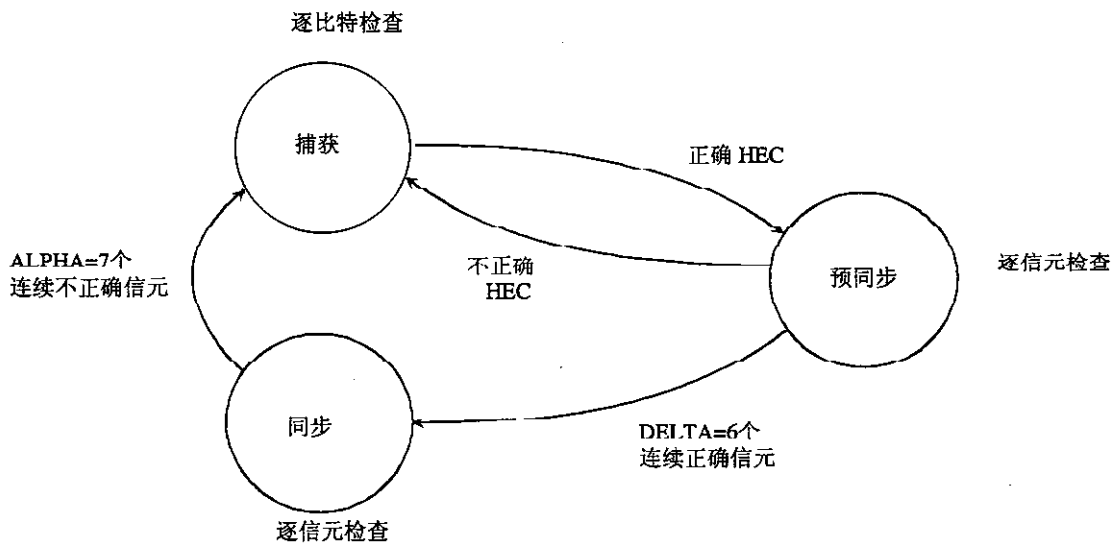 逐比特检查
捕获
正确 HEC
ALPHA=7个
连续不正确信元
不正确
HEC
预同步
逐信元检查
同步
DELTA=6个
连续正确信元
逐信元检查